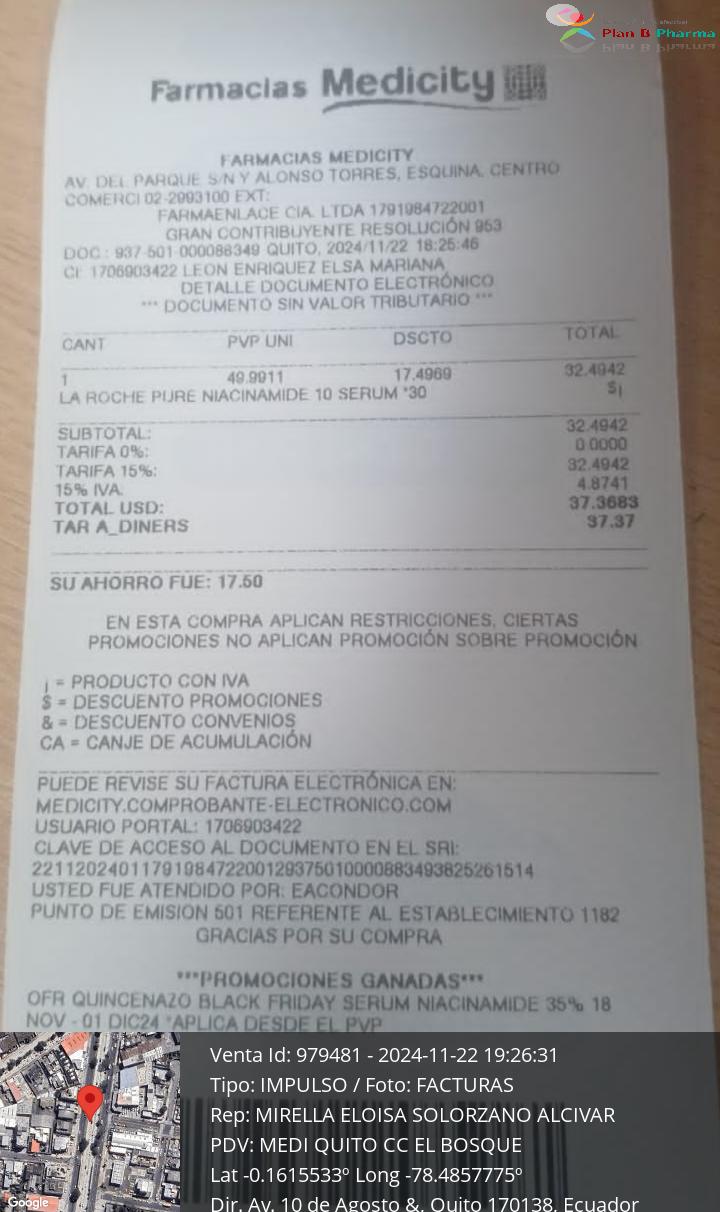 Plan B Pharma
Farmacias Medicity
FARMACIAS MEDICITY
AV. DEL PARQUE S/N Y ALONSO TORRES, ESQUINA. CENTRO
COMERCI 02-2993100 EXT:
FARMAENLACE CIA. LTDA 1791984722001
GRAN CONTRIBUYENTE RESOLUCIÓN 953
DOC : 937-501-000088349 QUITO, 2024/11/22 18:25:46
CI: 1706903422 LEON ENRIQUEZ ELSA MARIANA
DETALLE DOCUMENTO ELECTRÓNICO
*** DOCUMENTO SIN VALOR TRIBUTARIO ***
CANT PVP UNI DSCTO TOTAL
1 49.9911 17.4969 32.4942
LA ROCHE PURE NIACINAMIDE 10 SERUM *30 $¡
SUBTOTAL: 32.4942
TARIFA 0%: 0.0000
TARIFA 15%: 32.4942
15% IVA. 4.8741
TOTAL USD: 37.3683
TAR A_DINERS 37.37
SU AHORRO FUE: 17.50
EN ESTA COMPRA APLICAN RESTRICCIONES, CIERTAS
PROMOCIONES NO APLICAN PROMOCIÓN SOBRE PROMOCIÓN
¡ = PRODUCTO CON IVA
$ = DESCUENTO PROMOCIONES
& = DESCUENTO CONVENIOS
CA = CANJE DE ACUMULACIÓN
PUEDE REVISE SU FACTURA ELECTRÓNICA EN:
MEDICITY.COMPROBANTE-ELECTRONICO.COM
USUARIO PORTAL: 1706903422
CLAVE DE ACCESO AL DOCUMENTO EN EL SRI:
2211202401179198472200129375010000883493825261514
USTED FUE ATENDIDO POR: EACONDOR
PUNTO DE EMISION 501 REFERENTE AL ESTABLECIMIENTO 1182
GRACIAS POR SU COMPRA
***PROMOCIONES GANADAS***
OFR QUINCENAZO BLACK FRIDAY SERUM NIACINAMIDE 35% 18
NOV - 01 DIC24 *APLICA DESDE EL PVP
Venta Id: 979481 - 2024-11-22 19:26:31
Tipo: IMPULSO / Foto: FACTURAS
Rep: MIRELLA ELOISA SOLORZANO ALCIVAR
PDV: MEDI QUITO CC EL BOSQUE
Lat -0.1615533º Long -78.4857775º
Dir. Av. 10 de Agosto &, Quito 170138, Ecuador
Google